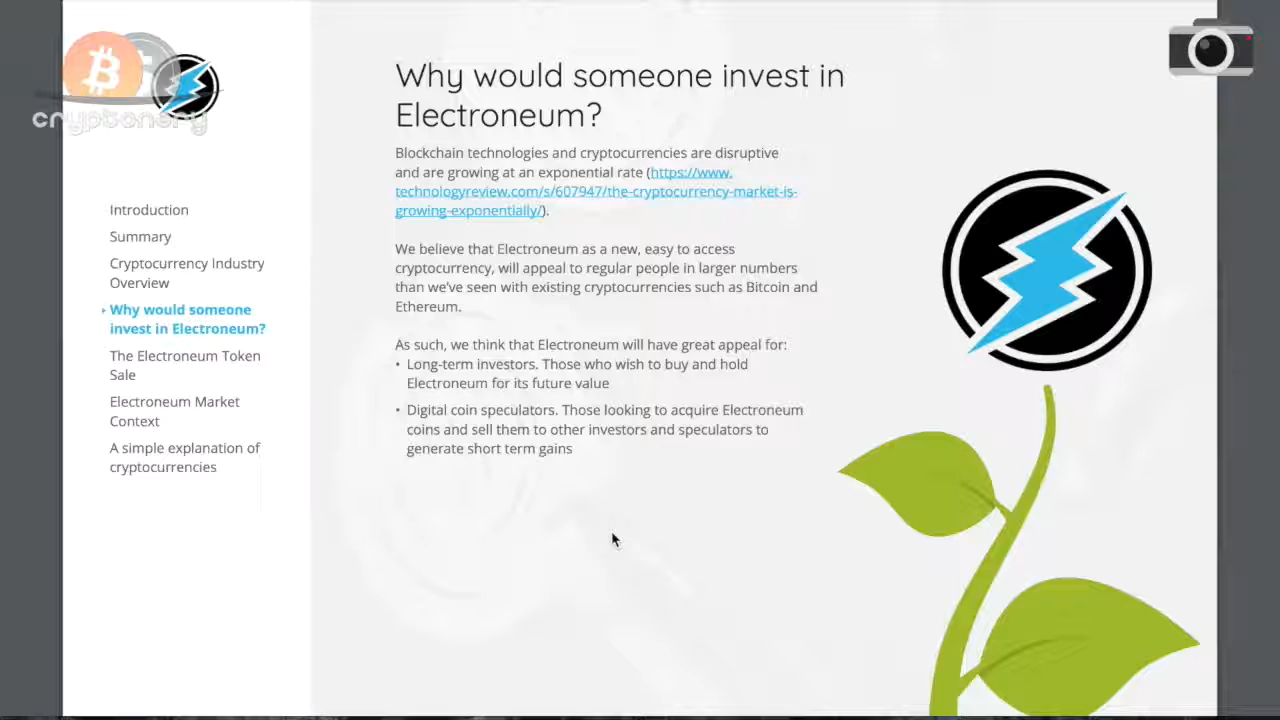 cryptonery
Introduction
Summary
Cryptocurrency Industry
Overview
▸ Why would someone
invest in Electroneum?
The Electroneum Token
Sale
Electroneum Market
Context
A simple explanation of
cryptocurrencies
Why would someone invest in
Electroneum?
Blockchain technologies and cryptocurrencies are disruptive
and are growing at an exponential rate (https://www.
technologyreview.com/s/607947/the-cryptocurrency-market-is-
growing-exponentially/).
We believe that Electroneum as a new, easy to access
cryptocurrency, will appeal to regular people in larger numbers
than we've seen with existing cryptocurrencies such as Bitcoin and
Ethereum.
As such, we think that Electroneum will have great appeal for:
• Long-term investors. Those who wish to buy and hold
Electroneum for its future value
• Digital coin speculators. Those looking to acquire Electroneum
coins and sell them to other investors and speculators to
generate short term gains